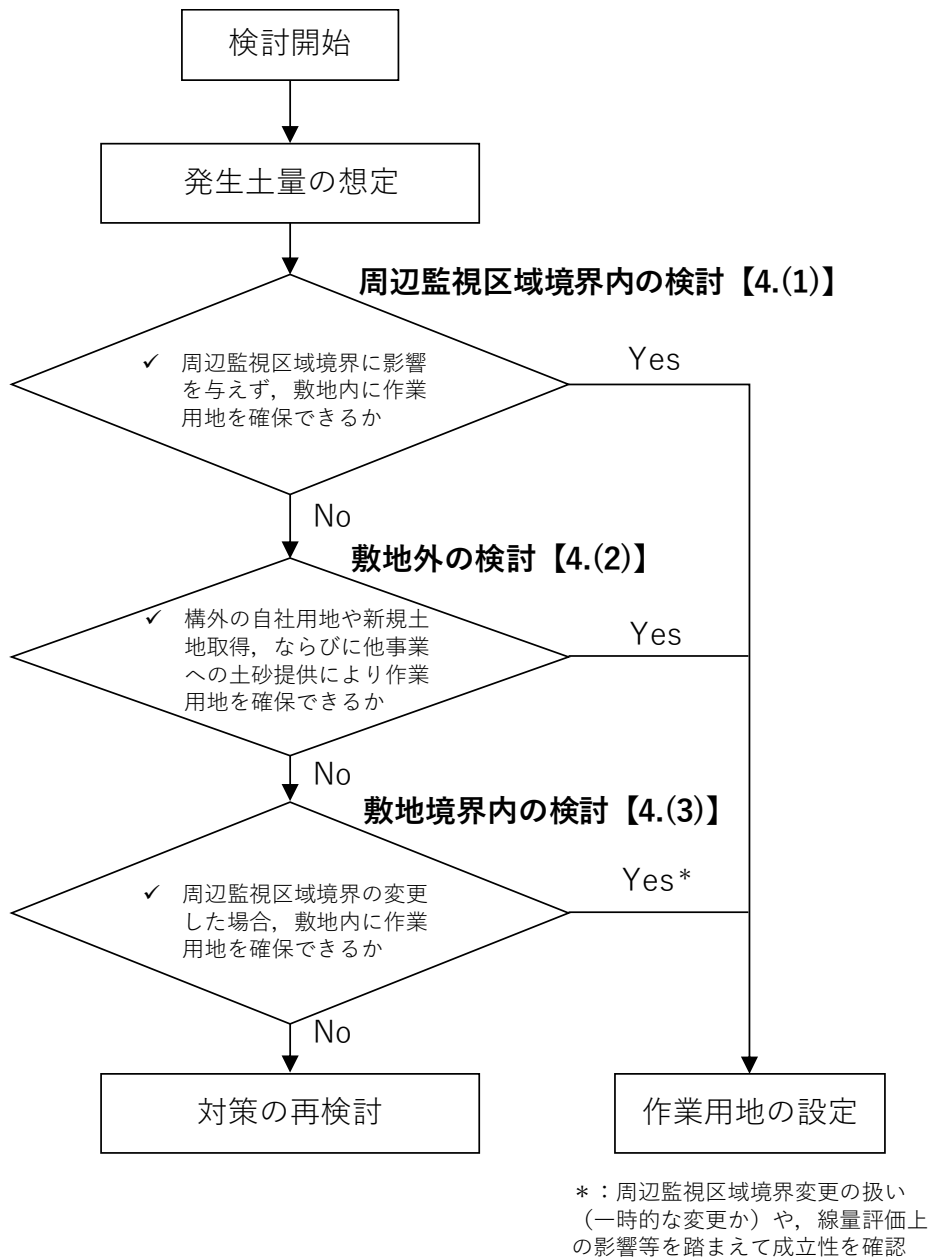 検討開始
発生土量の想定
周辺監視区域境界内の検討【4.(1)】
✓ 周辺監視区域境界に影響
を与えず，敷地内に作業
用地を確保できるか
Yes
No
敷地外の検討【4.(2)】
✓ 構外の自社用地や新規土
地取得，ならびに他事業
への土砂提供により作業
用地を確保できるか
Yes
No
敷地境界内の検討【4.(3)】
✓ 周辺監視区域境界の変更
した場合，敷地内に作業
用地を確保できるか
Yes*
No
対策の再検討
作業用地の設定
*：周辺監視区域境界変更の扱い
（一時的な変更か）や，線量評価上
の影響等を踏まえて成立性を確認